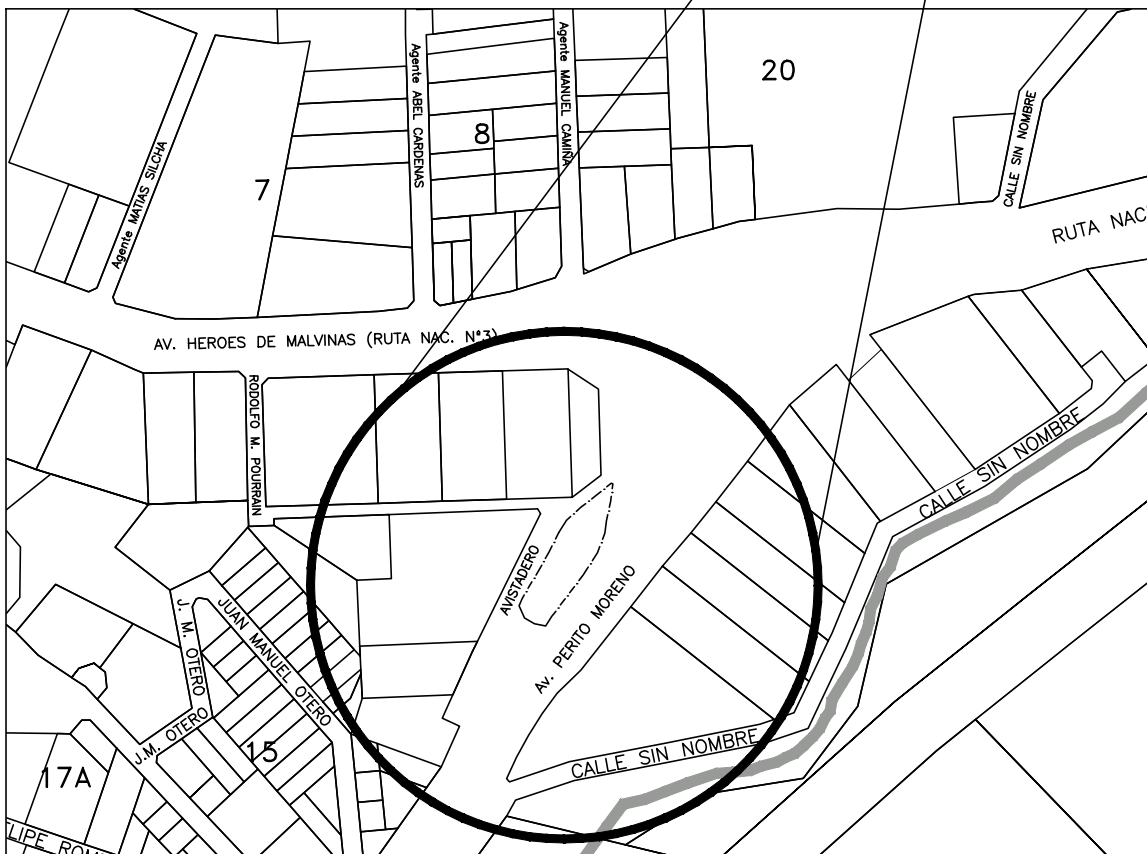 20
8
7
Agente ABEL CARDENAS
Agente MANUEL CAMIÑA
Agente MATIAS SILCHA
CALLE SIN NOMBRE
RUTA NAC
AV. HEROES DE MALVINAS (RUTA NAC. N°3)
RODOLFO M. POURRAIN
CALLE SIN NOMBRE
AVISTADERO
Av. PERITO MORENO
J. M. OTERO
JUAN MANUEL OTERO
J.M. OTERO
15
17A
CALLE SIN NOMBRE